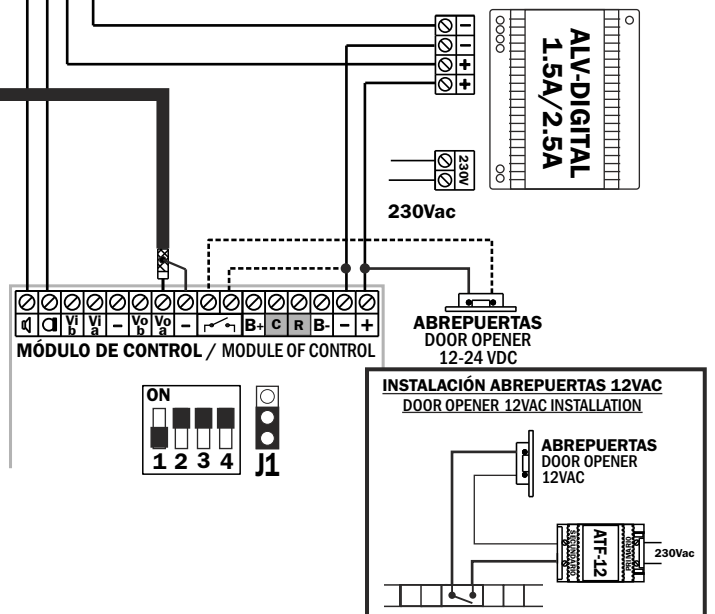 ALV-DIGITAL
1.5A/2.5A
−
−
+
+
230V
230Vac
Vi b
Vi a
−
Vo b
Vo a
−
B+
C
R
B-
−
+
MÓDULO DE CONTROL / MODULE OF CONTROL
ABREPUERTAS
DOOR OPENER
12-24 VDC
ON
1 2 3 4
J1
INSTALACIÓN ABREPUERTAS 12VAC
DOOR OPENER 12VAC INSTALLATION
ABREPUERTAS
DOOR OPENER
12VAC
SECUNDARIO
ATF-12
PRIMARIO
230Vac